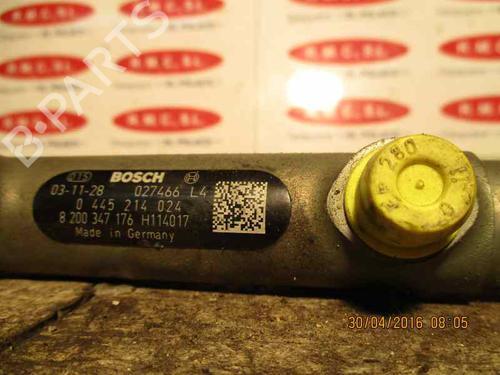 B-PARTS
R.M.C.,S.L.
BOSCH
03-11-28 027466 L4
0 445 214 024
8 200 347 176 H114017
Made in Germany
280
30/04/2016 08:05